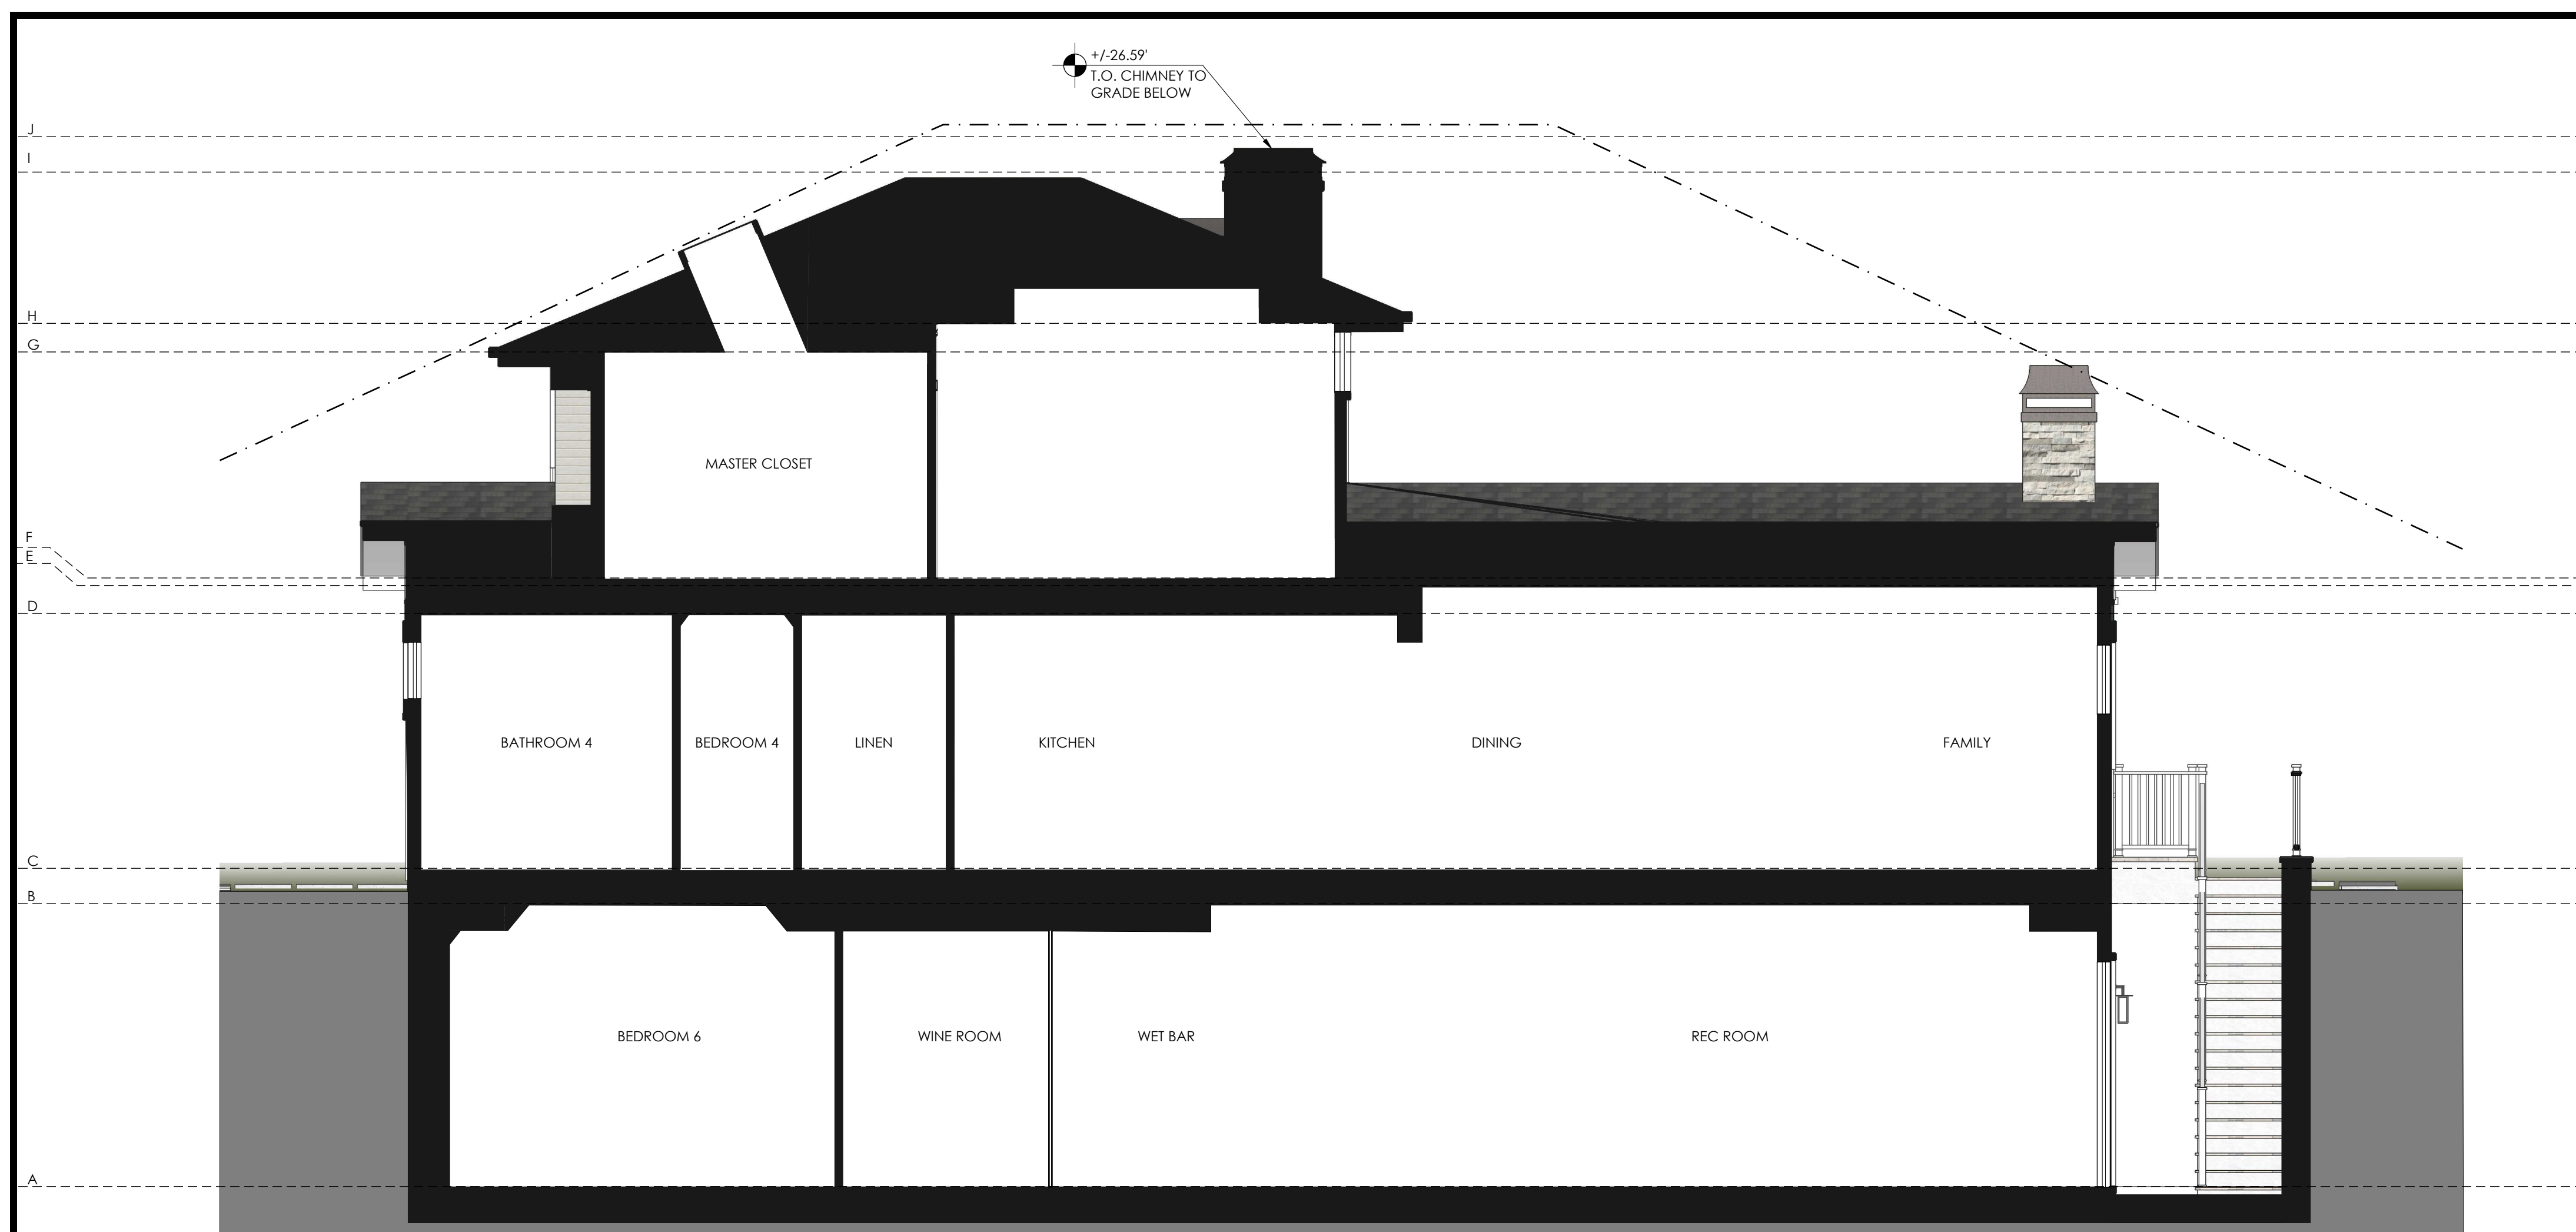 +/-26.59'
T.O. CHIMNEY TO
GRADE BELOW
J
I
H
G
MASTER CLOSET
F
E
D
BATHROOM 4
BEDROOM 4
LINEN
KITCHEN
DINING
FAMILY
C
B
BEDROOM 6
WINE ROOM
WET BAR
REC ROOM
A